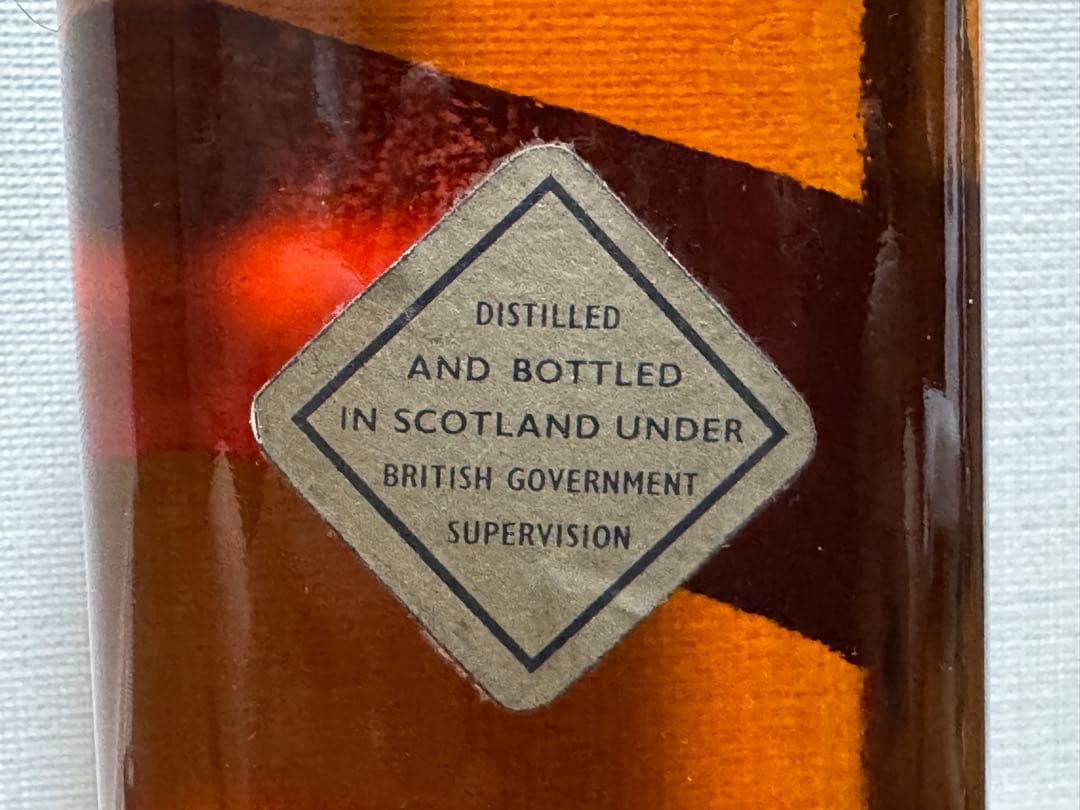 DISTILLED
AND BOTTLED
IN SCOTLAND UNDER
BRITISH GOVERNMENT
SUPERVISION